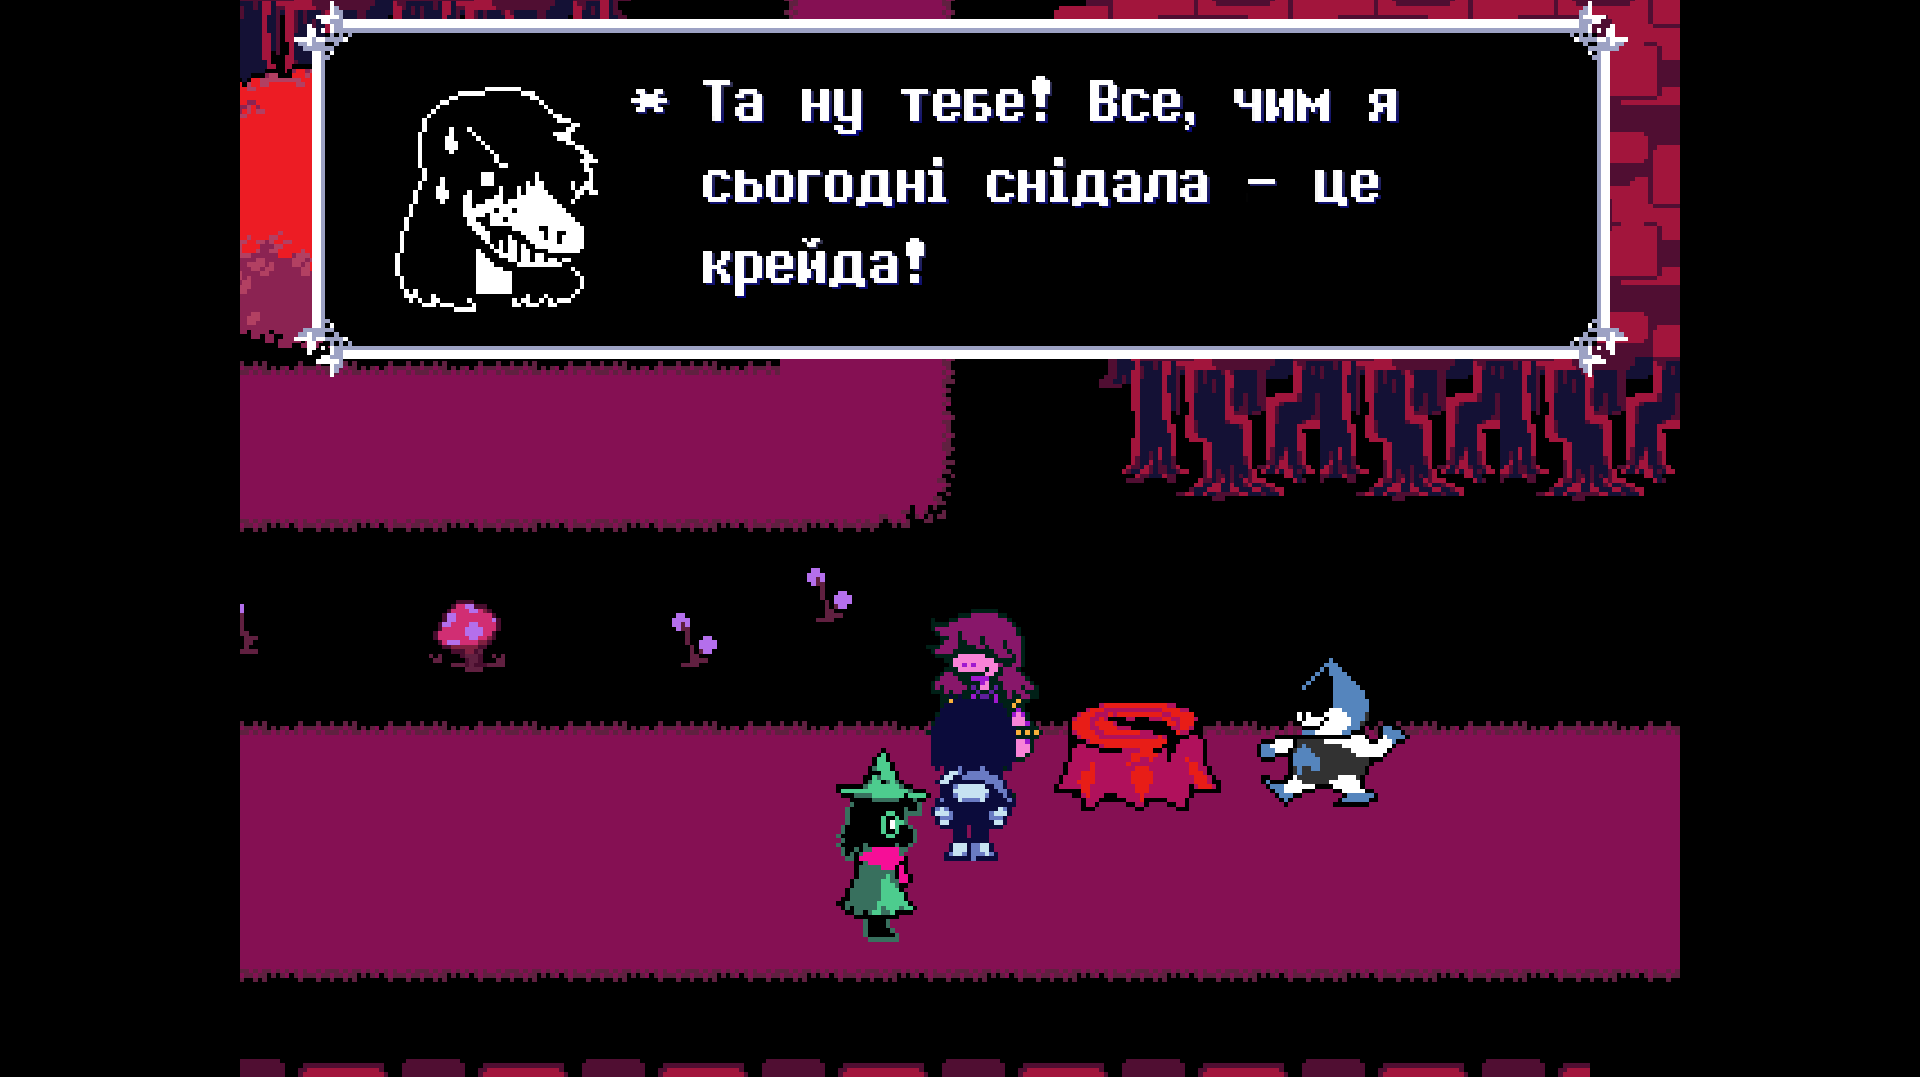 * Та ну тебе! Все, чим я
сьогодні снідала – це
крейда!